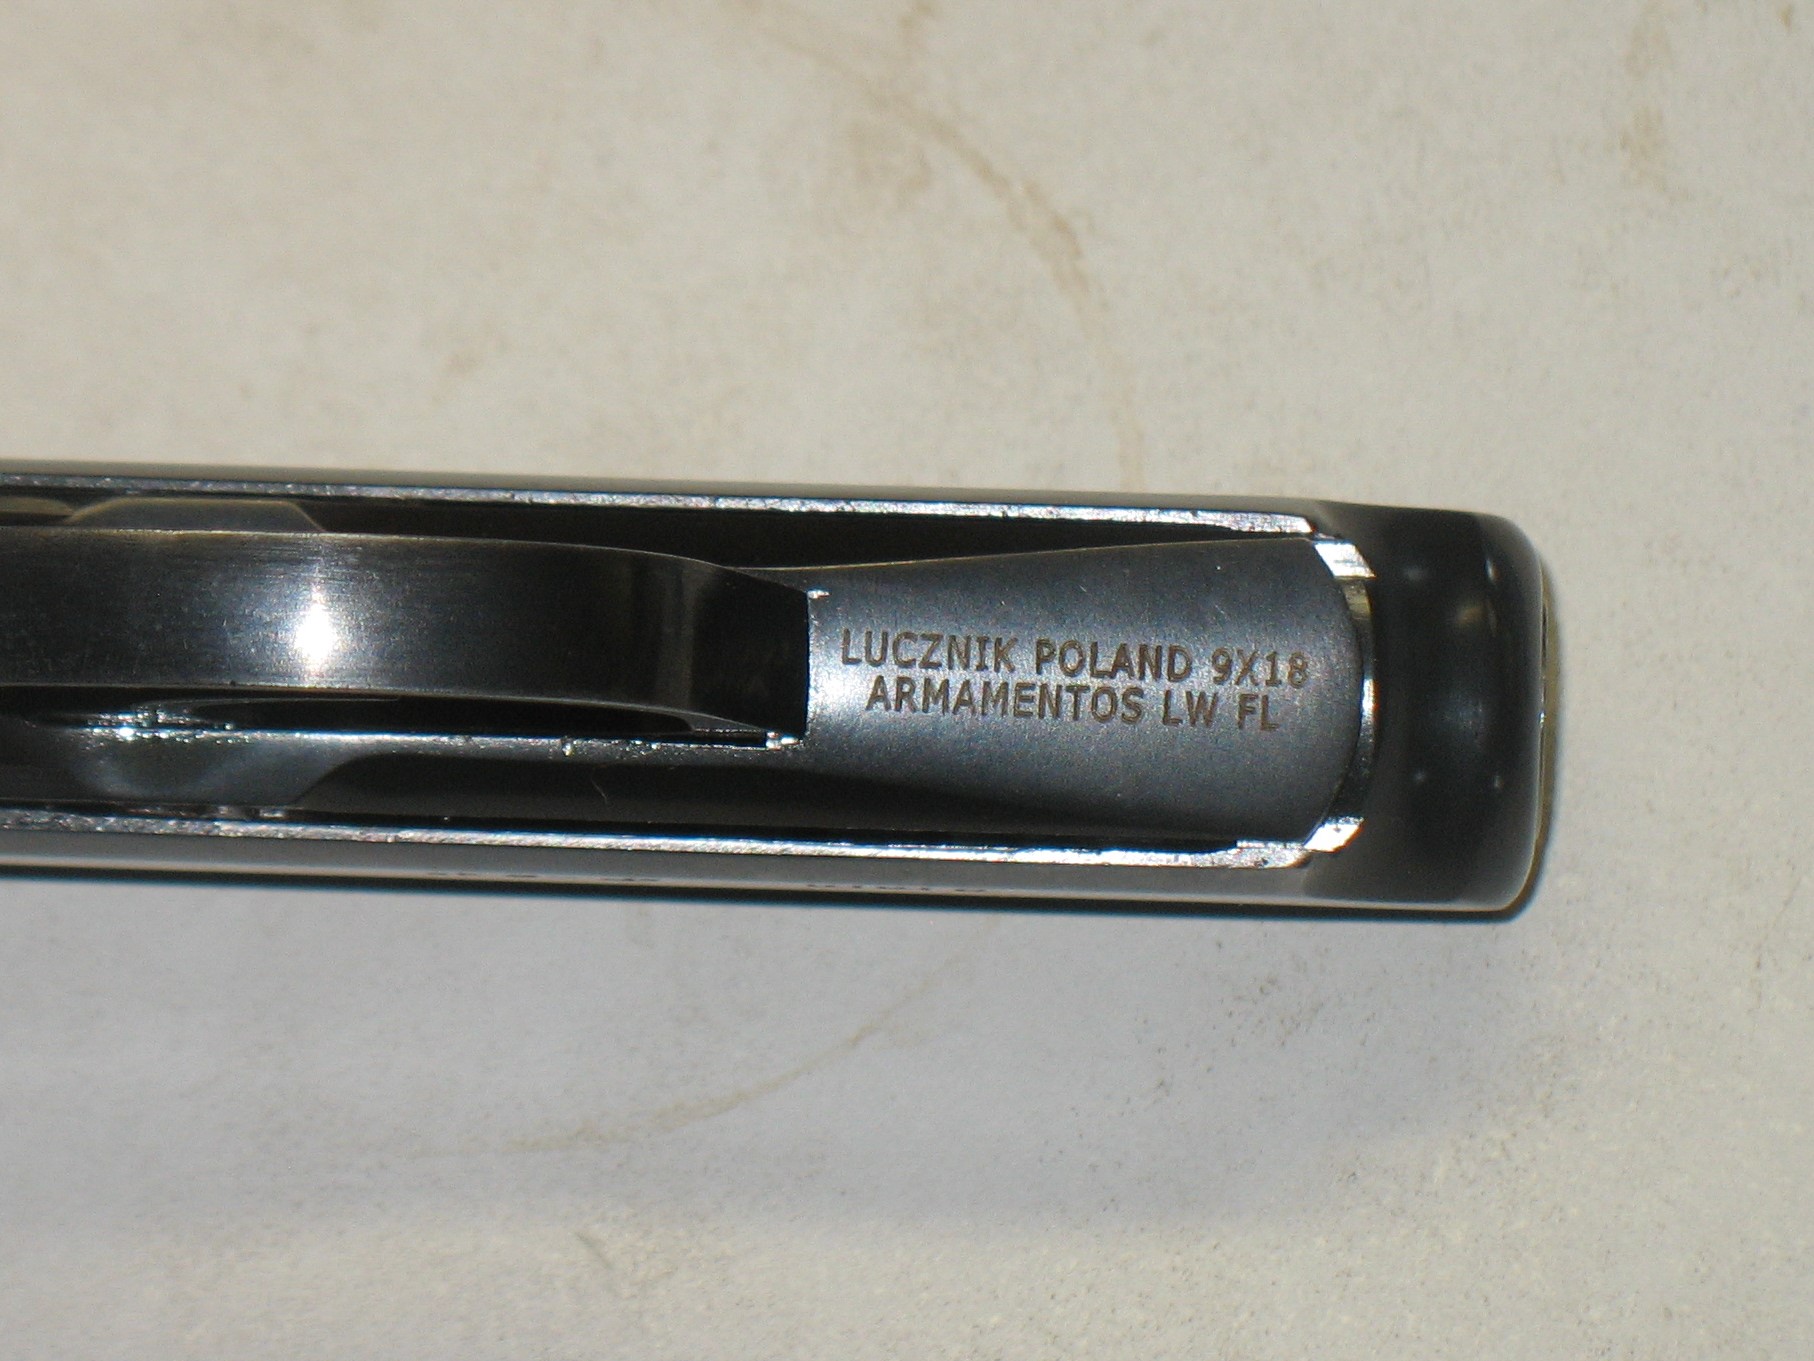 LUCZNIK POLAND 9X18
ARMAMENTOS LW FL